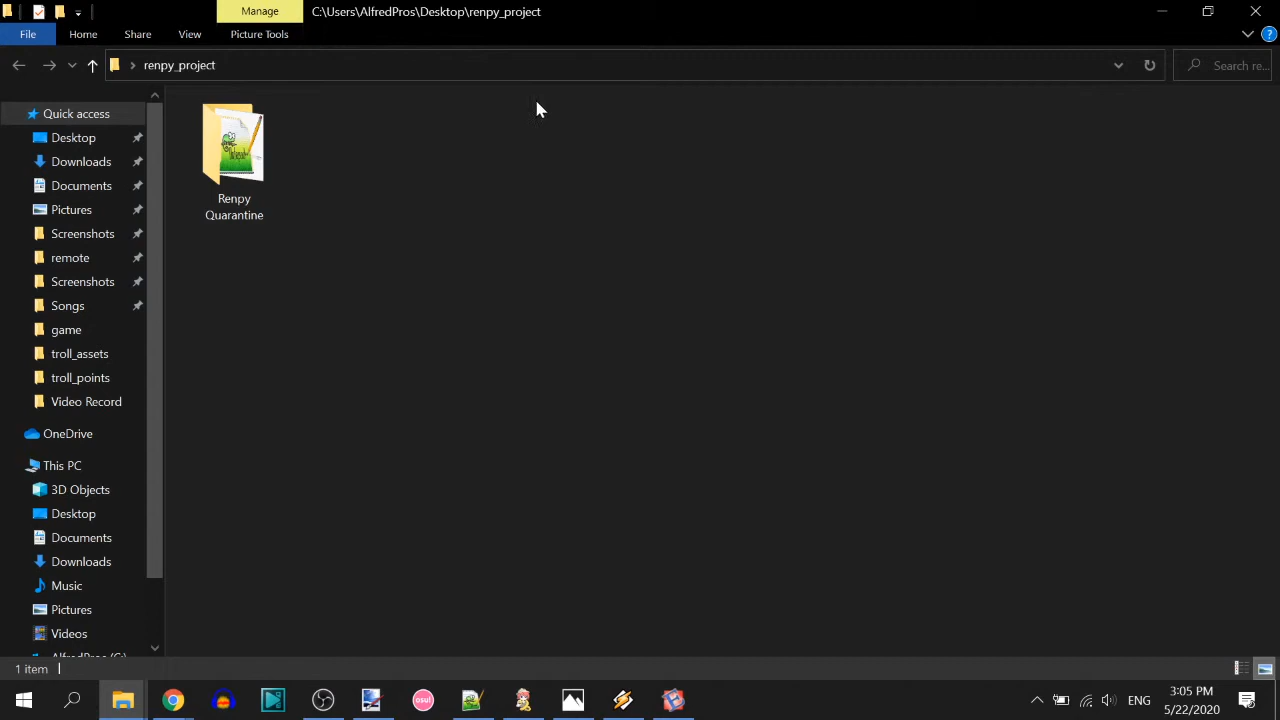 Manage
C:\Users\AlfredPros\Desktop\renpy_project
File
Home
Share
View
Picture Tools
renpy_project
Search re...
Quick access
Desktop
Downloads
Documents
Pictures
Screenshots
remote
Screenshots
Songs
game
troll_assets
troll_points
Video Record
OneDrive
This PC
3D Objects
Desktop
Documents
Downloads
Music
Pictures
Videos
AlfredPros (C:)
Renpy
Quarantine
1 item
osu!
ENG
3:05 PM
5/22/2020